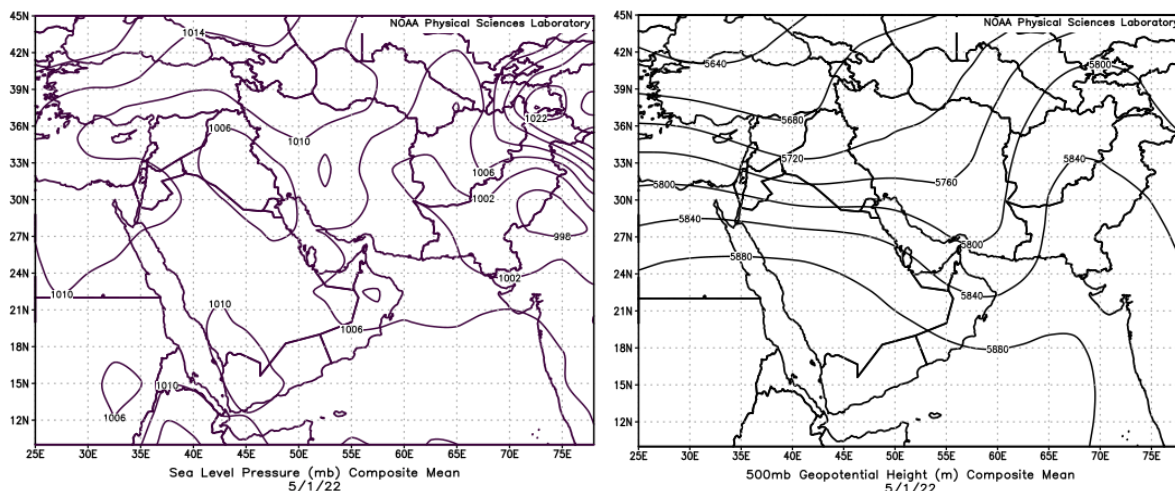 NOAA Physical Sciences Laboratory
45N
42N
39N
36N
33N
30N
27N
24N
21N
18N
15N
12N
1014
1022
1006
1010
1006
1002
998
1002
1010
1010
1006
1010
1006
25E 30E 35E 40E 45E 50E 55E 60E 65E 70E 75E
Sea Level Pressure (mb) Composite Mean
5/1/22
NOAA Physical Sciences Laboratory
45N
42N
39N
36N
33N
30N
27N
24N
21N
18N
15N
12N
5640
5800
5680
5720
5840
5760
5800
5840
5800
5880
5840
5880
25E 30E 35E 40E 45E 50E 55E 60E 65E 70E 75E
500mb Geopotential Height (m) Composite Mean
5/1/22